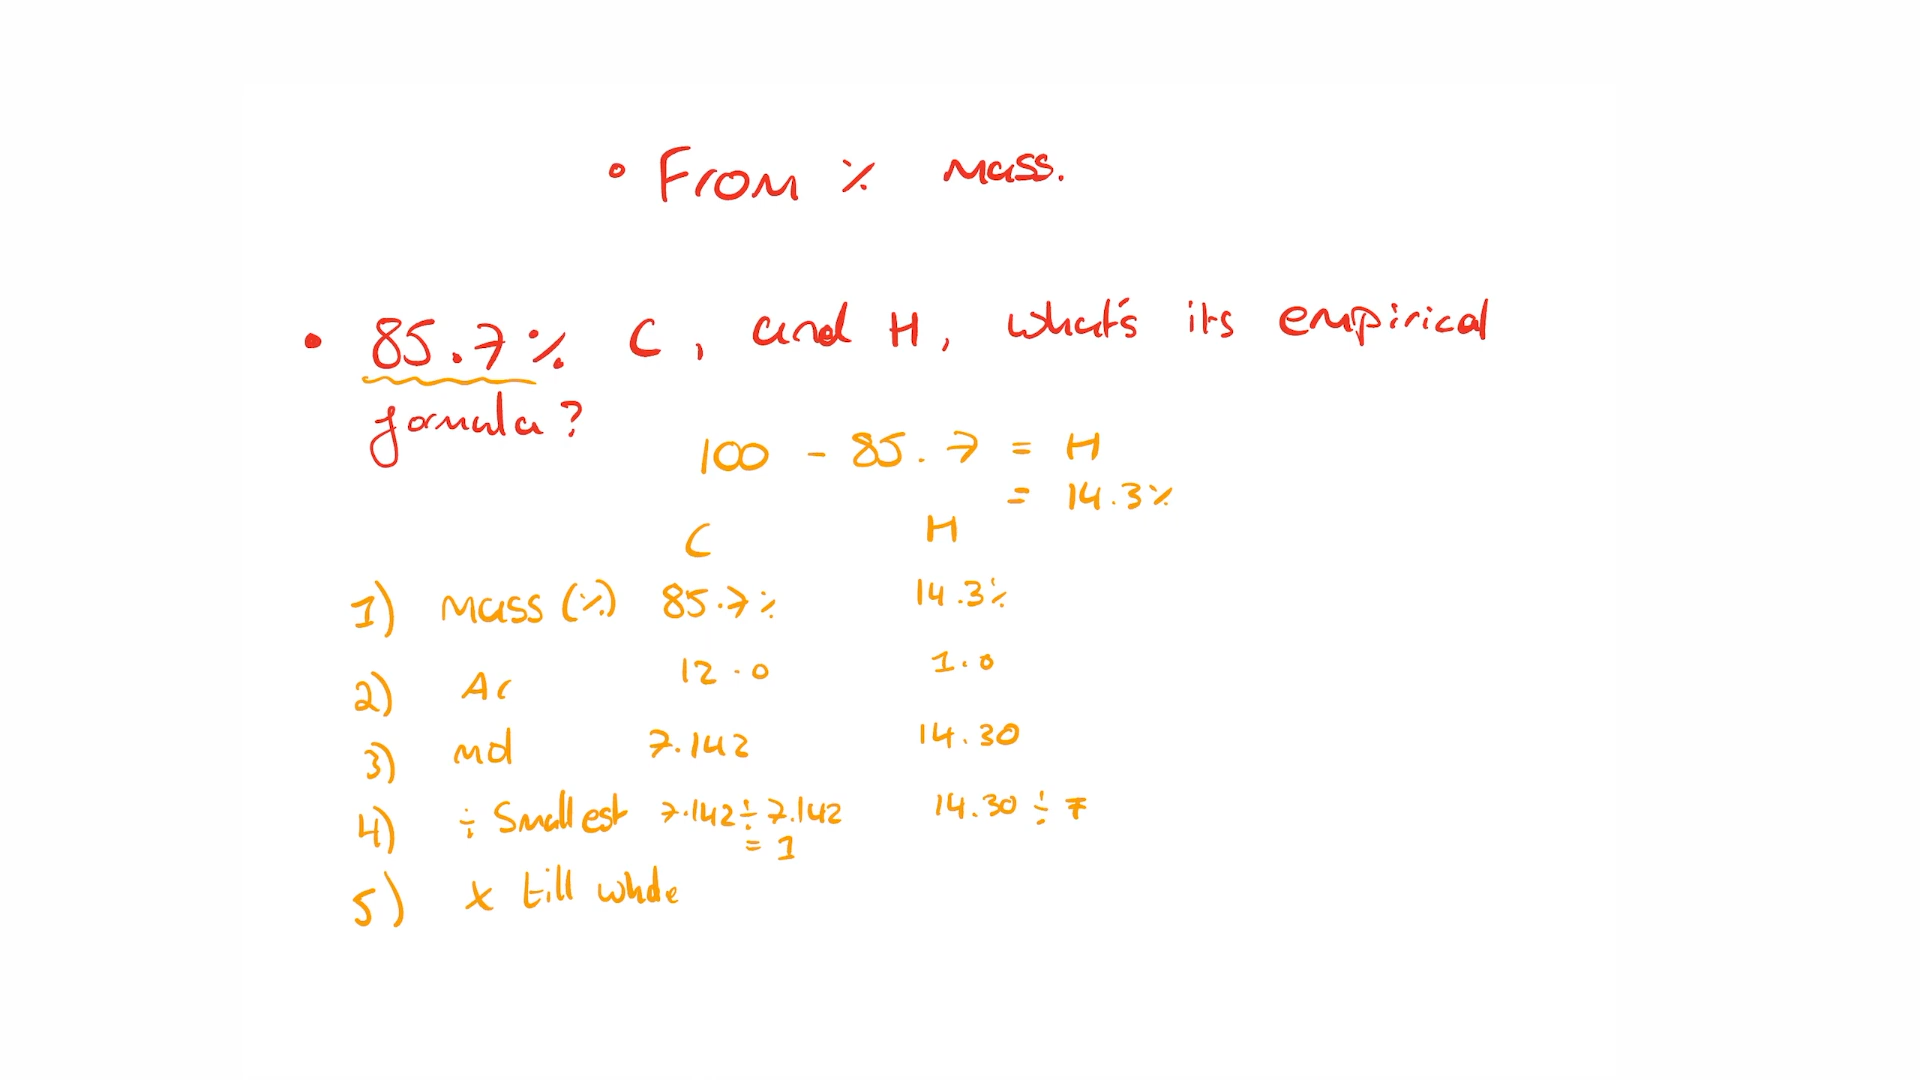 • From % mass.
• 85.7% C, and H, what's its empirical
formula?
100 - 85.7 = H
= 14.3%
C H
1) mass (%) 85.7% 14.3%
2) Ar 12.0 1.0
3) mol 7.142 14.30
4) ÷ Smallest 7.142 ÷ 7.142 14.30 ÷ 7
= 1
5) x till whole